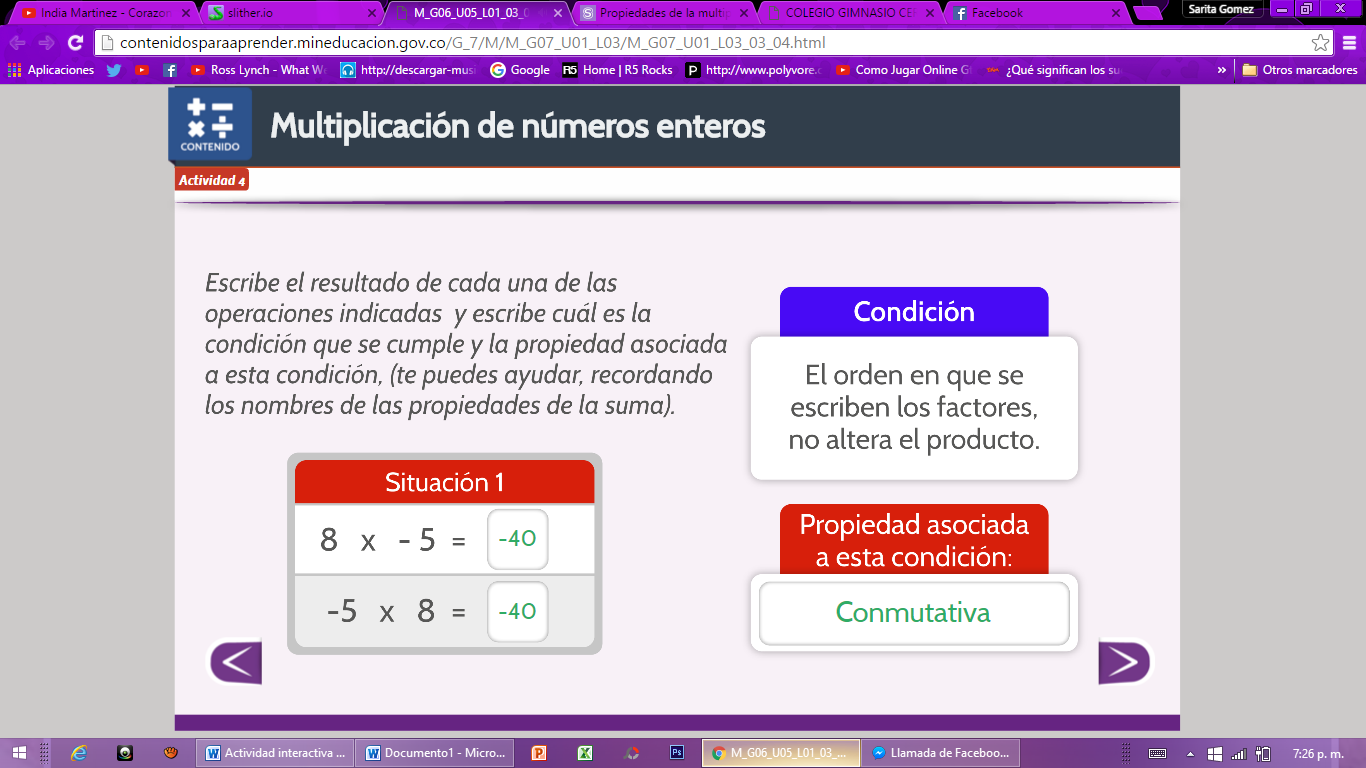 India Martinez - Corazon
slither.io
M_G06_U05_L01_03_0
Propiedades de la multip
COLEGIO GIMNASIO CE
Facebook
Sarita Gomez
contenidosparaaprender.mineducacion.gov.co/G_7/M/M_G07_U01_L03/M_G07_U01_L03_03_04.html
Aplicaciones
Ross Lynch - What W
http://descargar-mus
Google
R5 Home | R5 Rocks
http://www.polyvore.c
Como Jugar Online G
¿Qué significan los su
»
Otros marcadores
CONTENIDO
Multiplicación de números enteros
Actividad 4
Escribe el resultado de cada una de las
operaciones indicadas y escribe cuál es la
condición que se cumple y la propiedad asociada
a esta condición, (te puedes ayudar, recordando
los nombres de las propiedades de la suma).
Situación 1
8 x - 5 = -40
-5 x 8 = -40
Condición
El orden en que se
escriben los factores,
no altera el producto.
Propiedad asociada
a esta condición:
Conmutativa
<
>
Actividad interactiva ...
Documento1 - Micro...
M_G06_U05_L01_03_...
Llamada de Faceboo...
7:26 p. m.